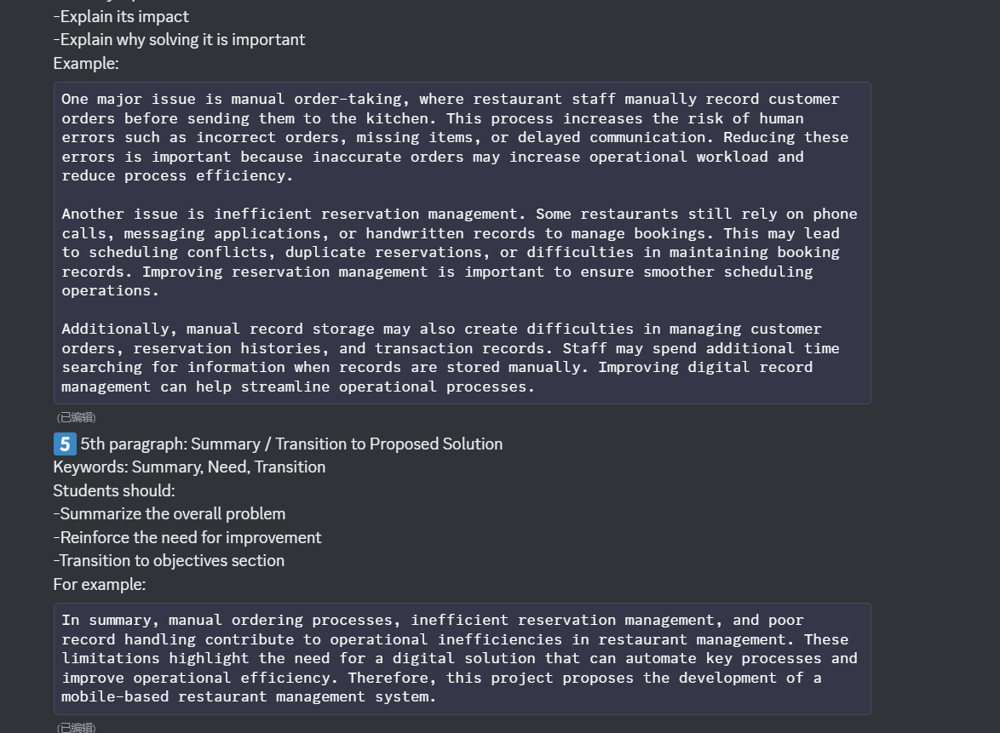 -Explain its impact
-Explain why solving it is important
Example:
One major issue is manual order-taking, where restaurant staff manually record customer
orders before sending them to the kitchen. This process increases the risk of human
errors such as incorrect orders, missing items, or delayed communication. Reducing these
errors is important because inaccurate orders may increase operational workload and
reduce process efficiency.
Another issue is inefficient reservation management. Some restaurants still rely on phone
calls, messaging applications, or handwritten records to manage bookings. This may lead
to scheduling conflicts, duplicate reservations, or difficulties in maintaining booking
records. Improving reservation management is important to ensure smoother scheduling
operations.
Additionally, manual record storage may also create difficulties in managing customer
orders, reservation histories, and transaction records. Staff may spend additional time
searching for information when records are stored manually. Improving digital record
management can help streamline operational processes.
(已编辑)
5 5th paragraph: Summary / Transition to Proposed Solution
Keywords: Summary, Need, Transition
Students should:
-Summarize the overall problem
-Reinforce the need for improvement
-Transition to objectives section
For example:
In summary, manual ordering processes, inefficient reservation management, and poor
record handling contribute to operational inefficiencies in restaurant management. These
limitations highlight the need for a digital solution that can automate key processes and
improve operational efficiency. Therefore, this project proposes the development of a
mobile-based restaurant management system.
(已编辑)